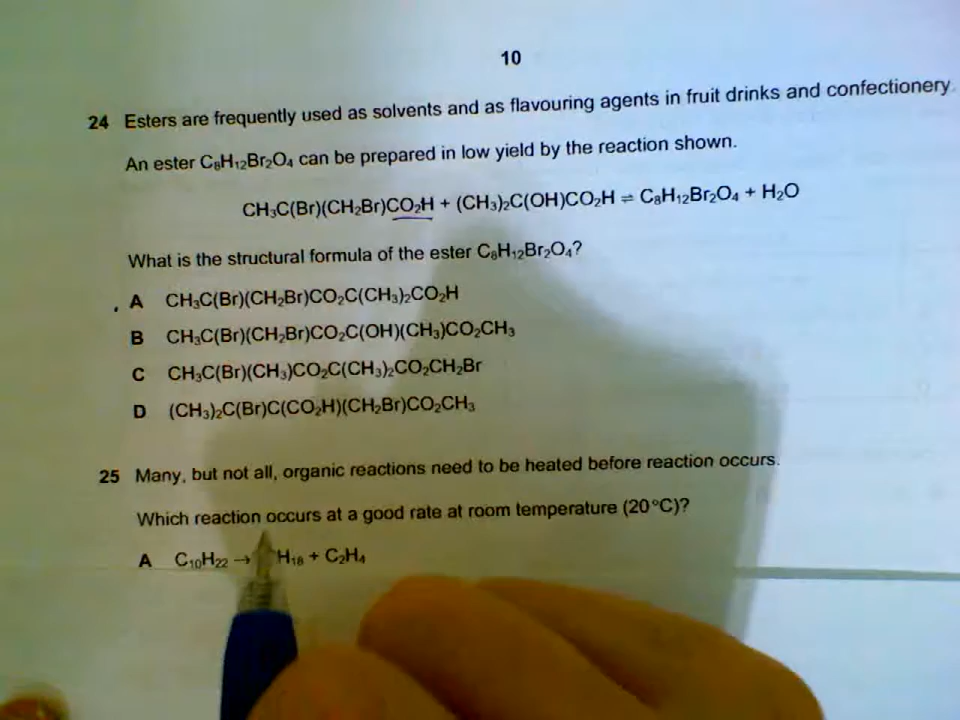 10
24 Esters are frequently used as solvents and as flavouring agents in fruit drinks and confectionery.
An ester C₈H₁₂Br₂O₄ can be prepared in low yield by the reaction shown.
CH₃C(Br)(CH₂Br)CO₂H + (CH₃)₂C(OH)CO₂H ⇌ C₈H₁₂Br₂O₄ + H₂O
What is the structural formula of the ester C₈H₁₂Br₂O₄?
A CH₃C(Br)(CH₂Br)CO₂C(CH₃)₂CO₂H
B CH₃C(Br)(CH₂Br)CO₂C(OH)(CH₃)CO₂CH₃
C CH₃C(Br)(CH₃)CO₂C(CH₃)₂CO₂CH₂Br
D (CH₃)₂C(Br)C(CO₂H)(CH₂Br)CO₂CH₃
25 Many, but not all, organic reactions need to be heated before reaction occurs.
Which reaction occurs at a good rate at room temperature (20 °C)?
A C₁₀H₂₂ → H₁₈ + C₂H₄